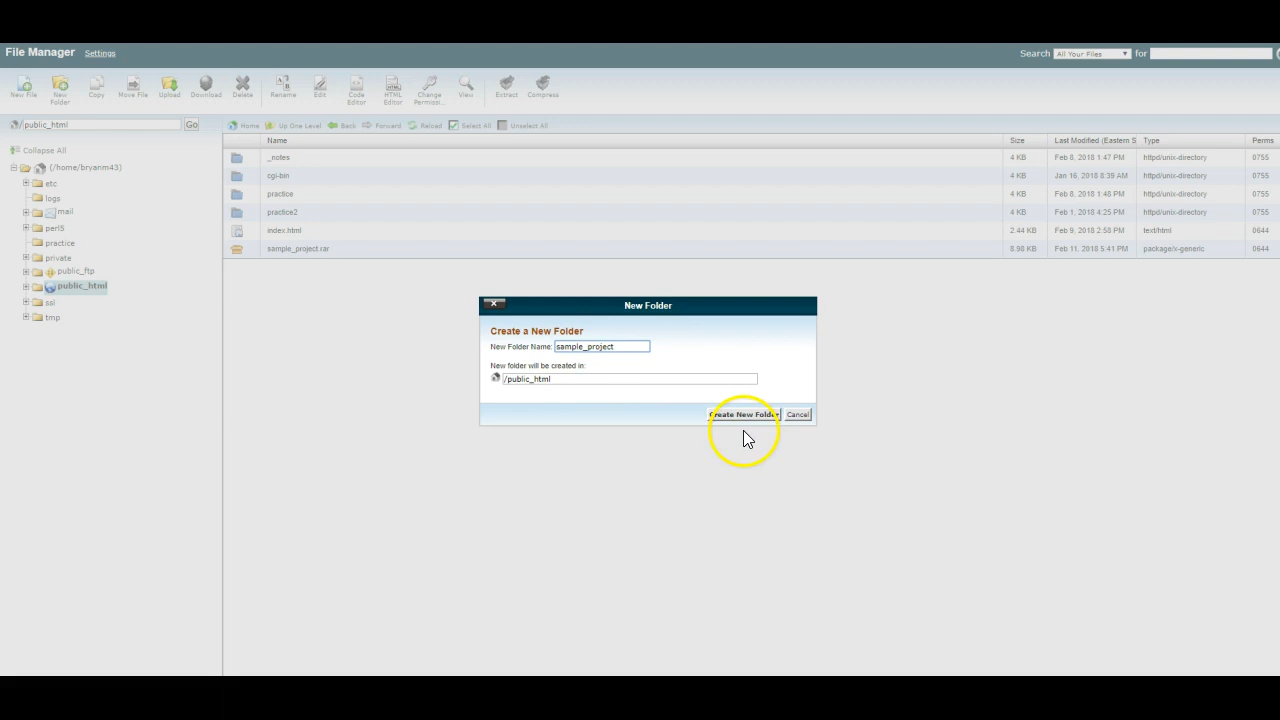 File Manager Settings Search All Your Files for
New File New Folder Copy Move File Upload Download Delete Rename Edit Code Editor HTML Editor Change Permissi... View Extract Compress
/public_html Go
Home Up One Level Back Forward Reload Select All Unselect All
Collapse All
(/home/bryanm43)
etc
logs
mail
perl5
practice
private
public_ftp
public_html
ssl
tmp
Name Size Last Modified (Eastern S Type Perms
_notes 4 KB Feb 8, 2018 1:47 PM httpd/unix-directory 0755
cgi-bin 4 KB Jan 16, 2018 8:39 AM httpd/unix-directory 0755
practice 4 KB Feb 8, 2018 1:48 PM httpd/unix-directory 0755
practice2 4 KB Feb 1, 2018 4:25 PM httpd/unix-directory 0755
index.html 2.44 KB Feb 9, 2018 2:58 PM text/html 0644
sample_project.rar 8.98 KB Feb 11, 2018 5:41 PM package/x-generic 0644
New Folder
Create a New Folder
New Folder Name: sample_project
New folder will be created in:
/public_html
Create New Folder Cancel